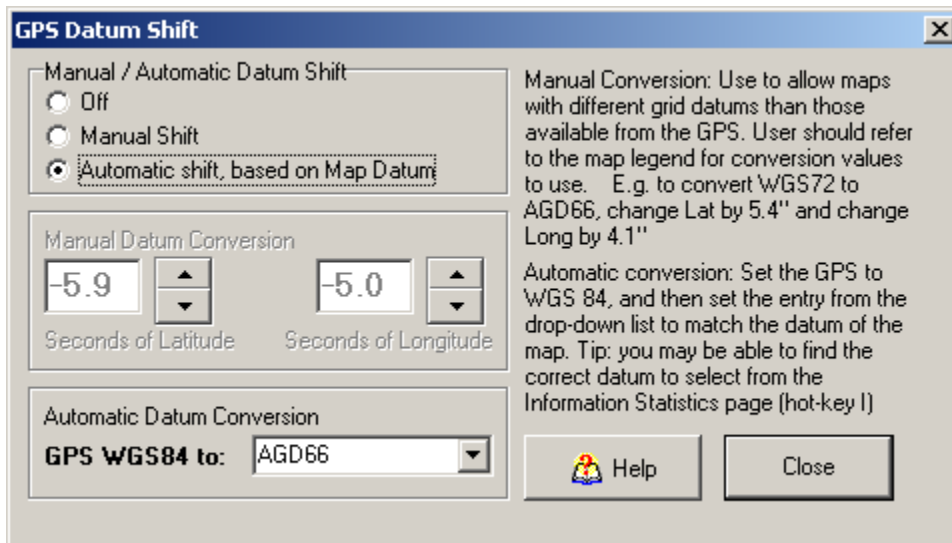 GPS Datum Shift
Manual / Automatic Datum Shift
Off
Manual Shift
Automatic shift, based on Map Datum
Manual Datum Conversion
-5.9
-5.0
Seconds of Latitude
Seconds of Longitude
Automatic Datum Conversion
GPS WGS84 to:
AGD66
Manual Conversion: Use to allow maps
with different grid datums than those
available from the GPS. User should refer
to the map legend for conversion values
to use.    E.g. to convert WGS72 to
AGD66, change Lat by 5.4" and change
Long by 4.1"
Automatic conversion: Set the GPS to
WGS 84, and then set the entry from the
drop-down list to match the datum of the
map. Tip: you may be able to find the
correct datum to select from the
Information Statistics page (hot-key I)
Help
Close